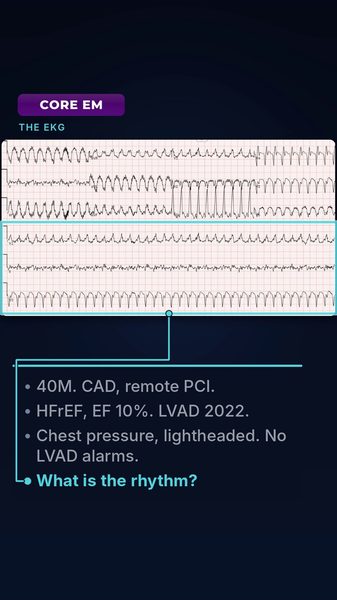 CORE EM
THE EKG
• 40M. CAD, remote PCI.
• HFrEF, EF 10%. LVAD 2022.
• Chest pressure, lightheaded. No
LVAD alarms.
• What is the rhythm?